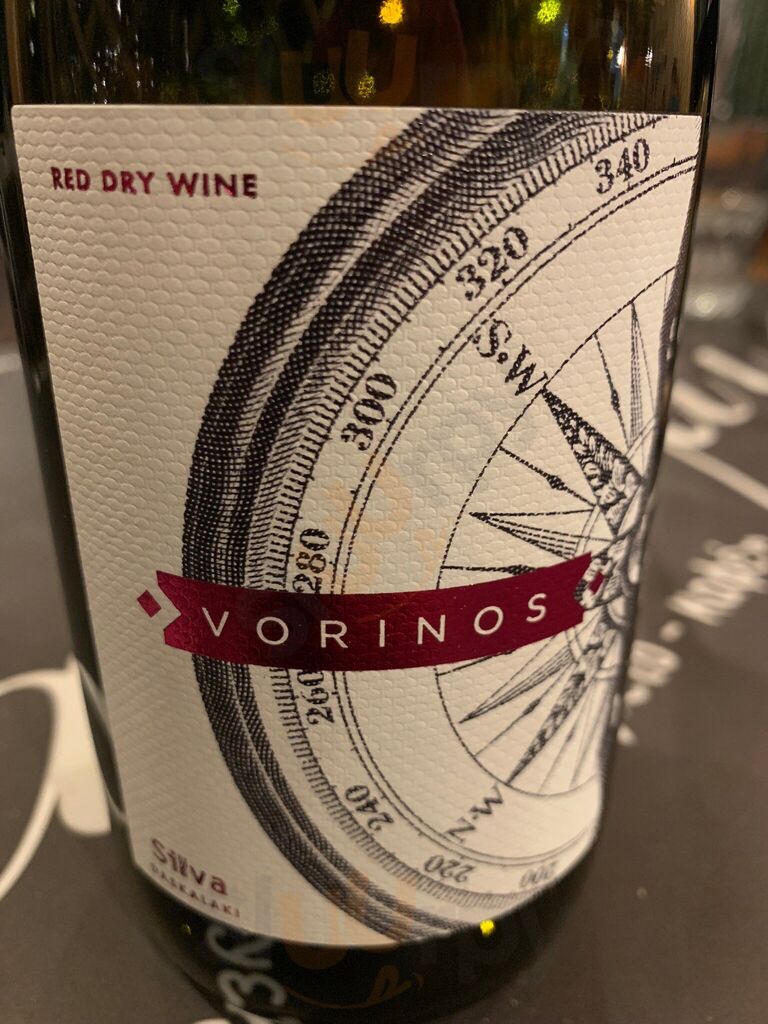 RED DRY WINE
340
320
S.W
300
280
VORINOS
260
240
N.W
220
200
Silva
DASKALAKI